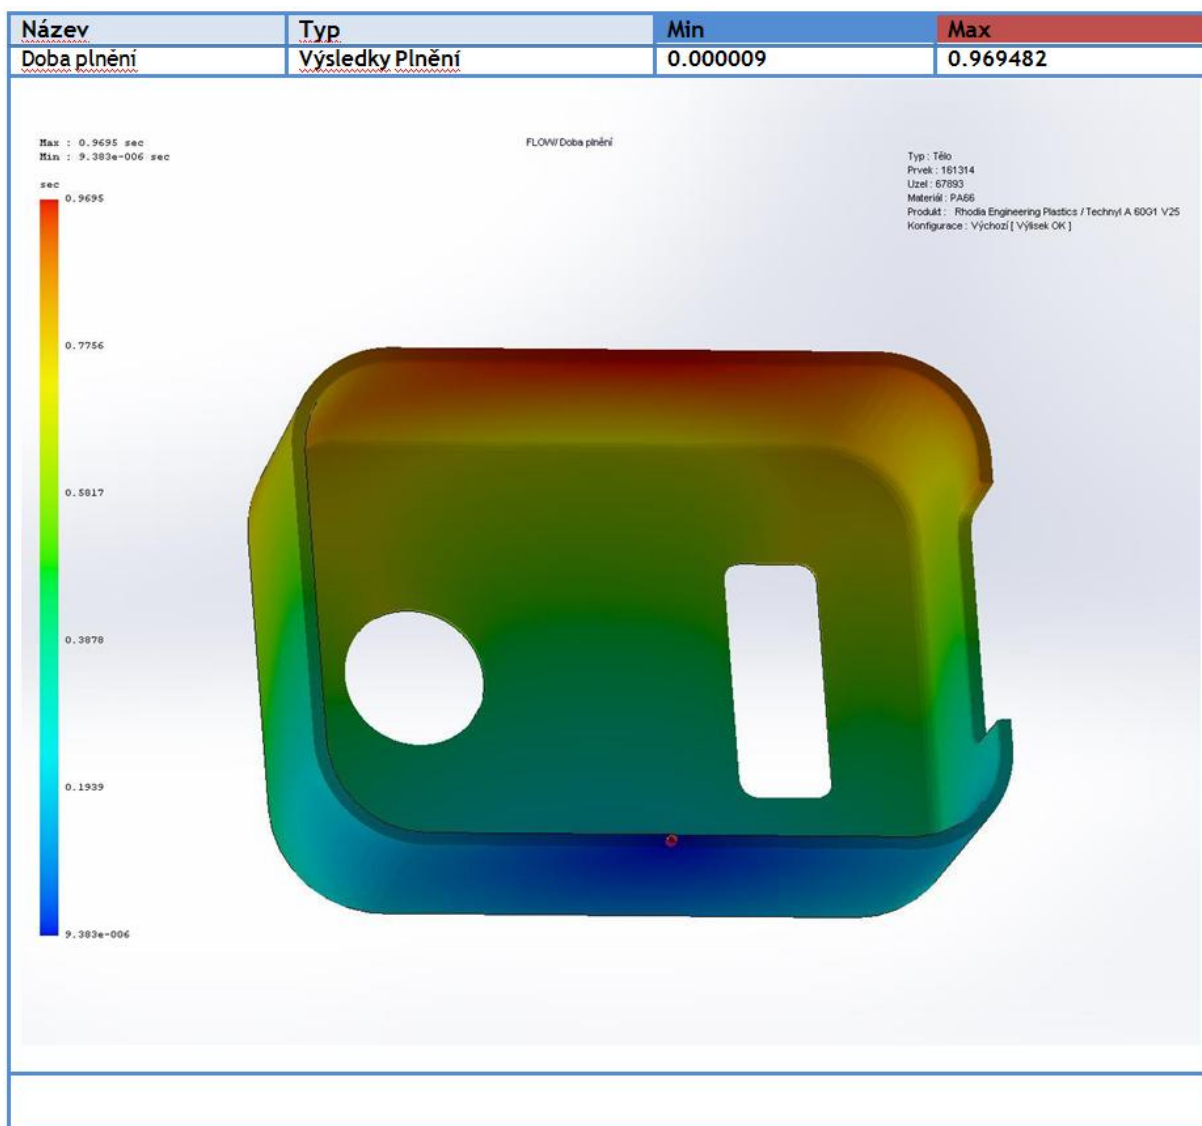 Název Typ Min Max
Doba plnění Výsledky Plnění 0.000009 0.969482
Max : 0.9695 sec
Min : 9.383e-006 sec
FLOW/Doba plnění
Typ : Tělo
Prvek : 161314
Uzel : 67893
Materiál : PA66
Produkt : Rhodia Engineering Plastics / Technyl A 60G1 V25
Konfigurace : Výchozí [ Výlisek OK ]
sec
0.9695
0.7756
0.5817
0.3878
0.1939
9.383e-006